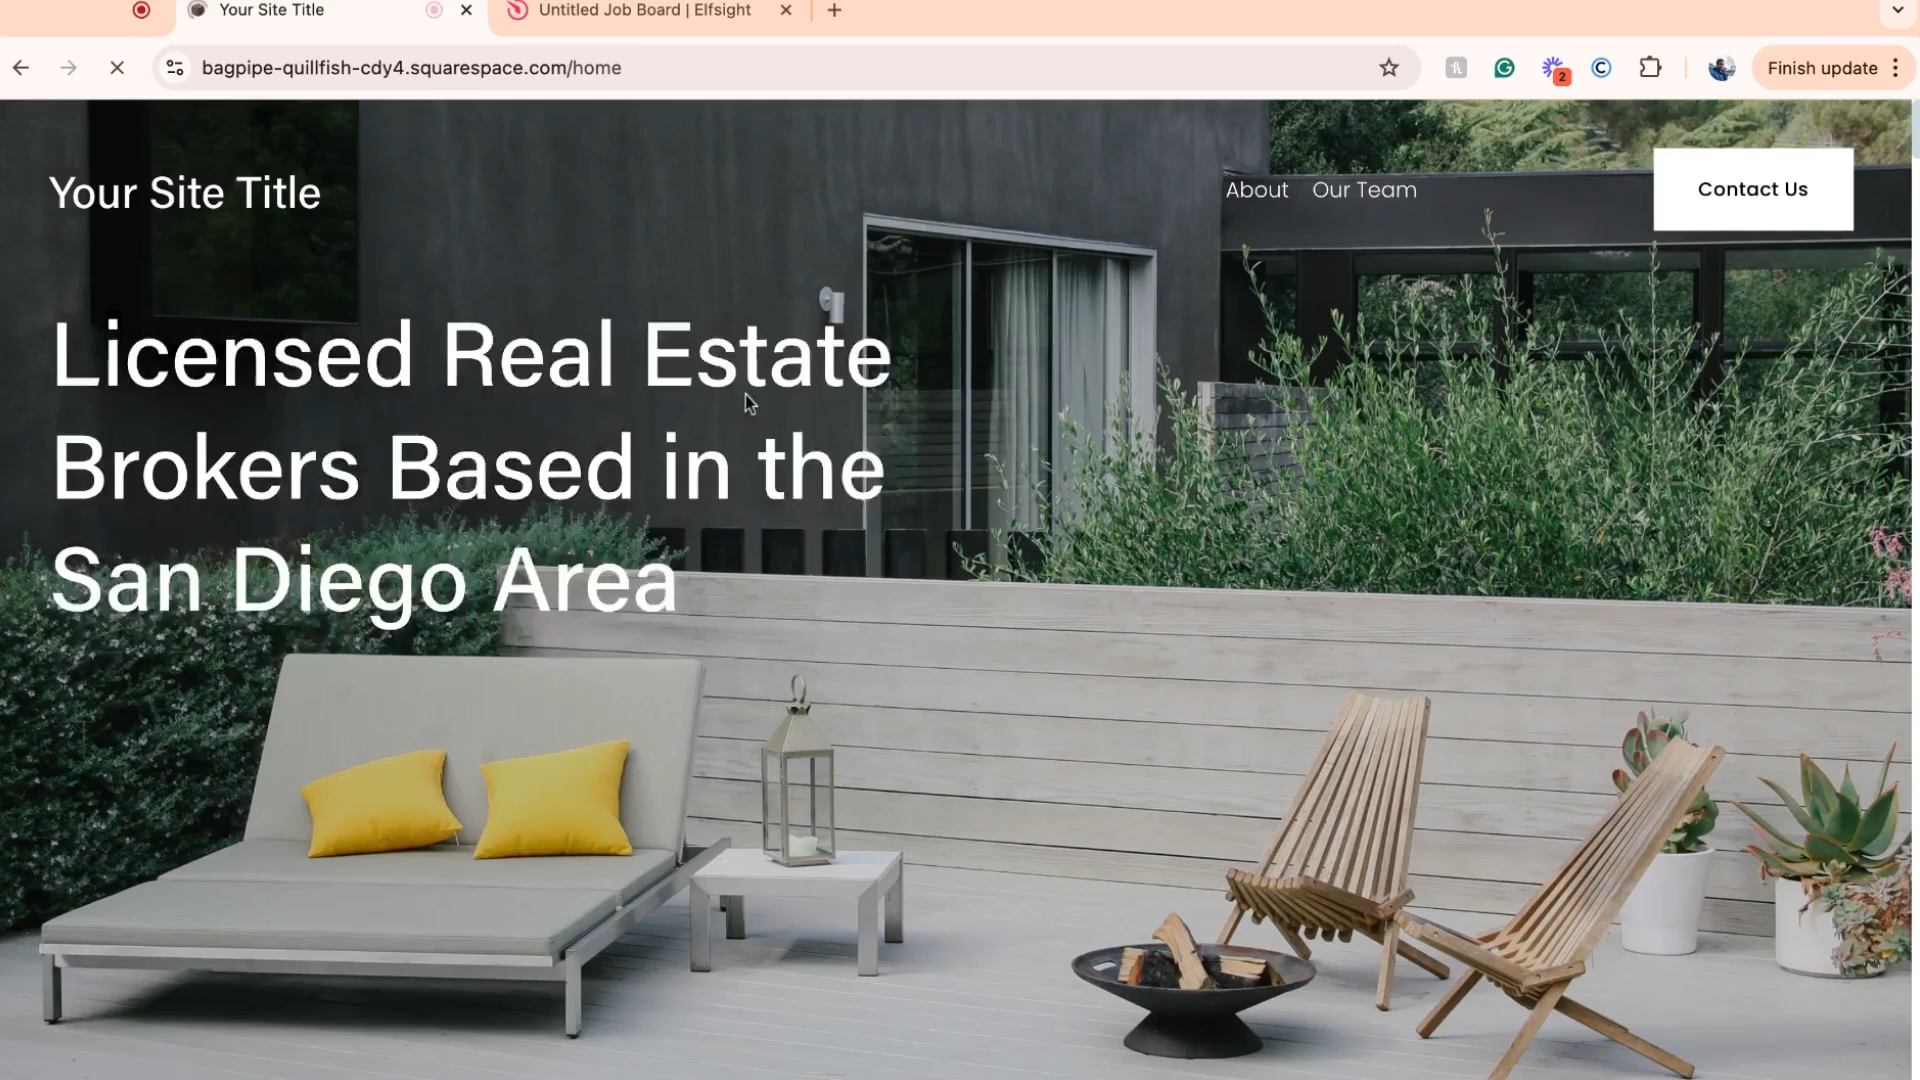 Your Site Title
Untitled Job Board | Elfsight
bagpipe-quillfish-cdy4.squarespace.com/home
2
Finish update
Your Site Title
About
Our Team
Contact Us
Licensed Real Estate
Brokers Based in the
San Diego Area